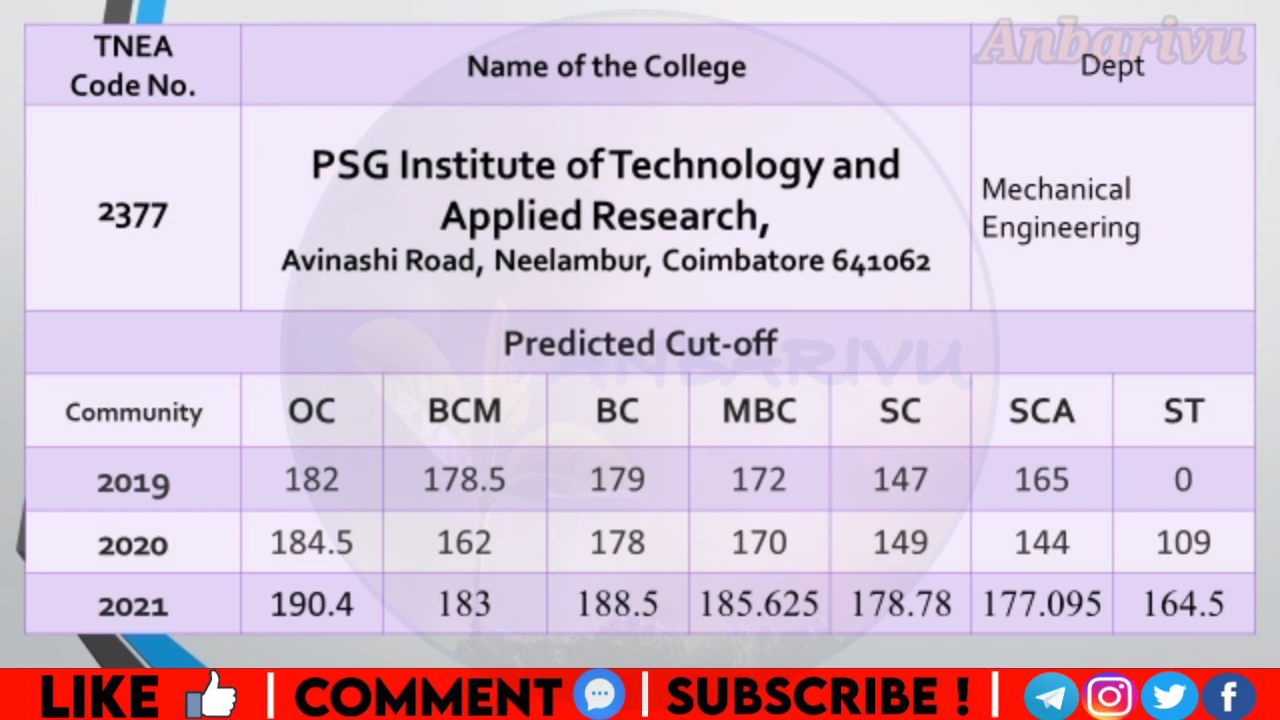 Anbarivu
TNEA
Code No.
Name of the College
Dept
2377
PSG Institute of Technology and
Applied Research,
Avinashi Road, Neelambur, Coimbatore 641062
Mechanical
Engineering
Predicted Cut-off
ANBARIVU
Community OC BCM BC MBC SC SCA ST
2019 182 178.5 179 172 147 165 0
2020 184.5 162 178 170 149 144 109
2021 190.4 183 188.5 185.625 178.78 177.095 164.5
LIKE | COMMENT | SUBSCRIBE ! |